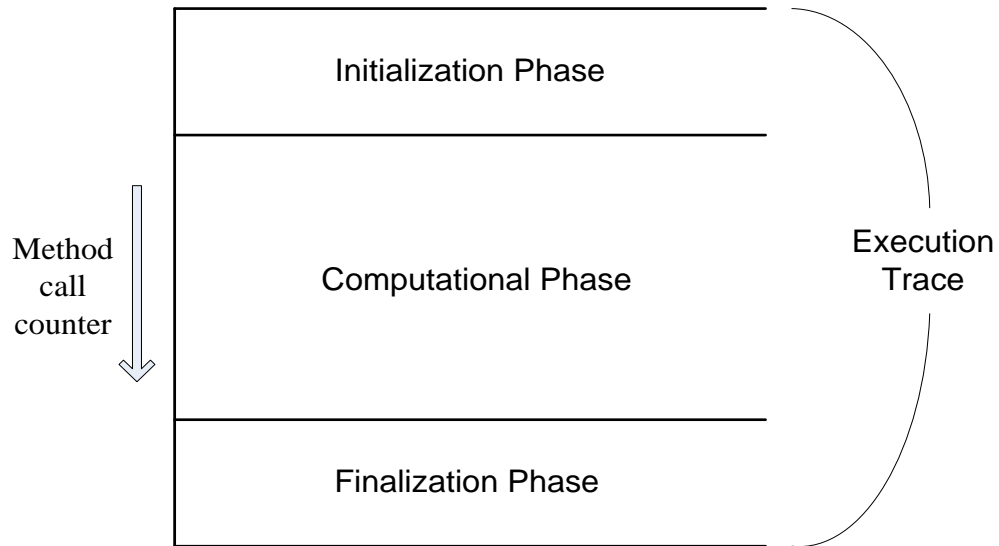 Initialization Phase
Method
call
counter
Computational Phase
Execution
Trace
Finalization Phase